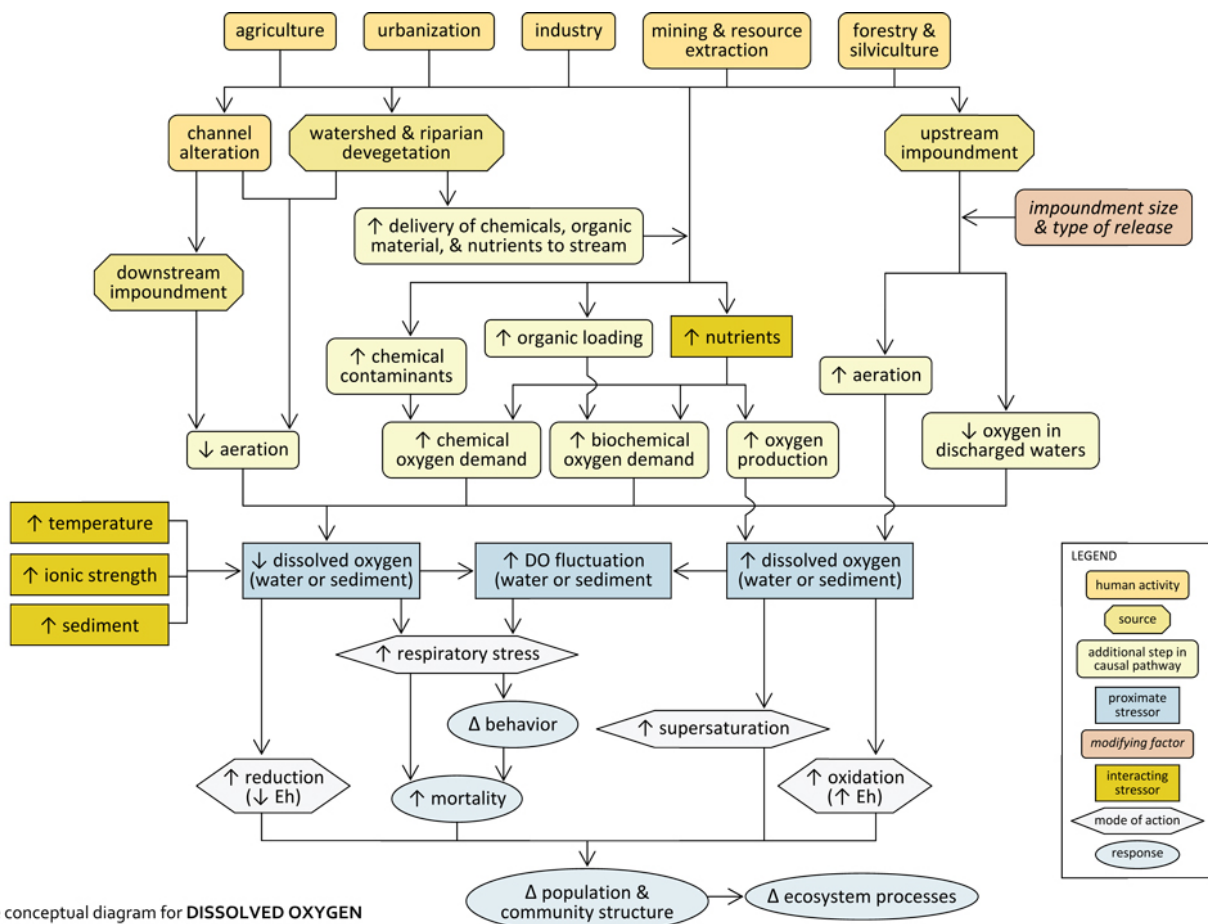 agriculture
urbanization
industry
mining & resource
extraction
forestry &
silviculture
channel
alteration
watershed & riparian
devegetation
upstream
impoundment
↑ delivery of chemicals, organic
material, & nutrients to stream
impoundment size
& type of release
downstream
impoundment
↑ chemical
contaminants
↑ organic loading
↑ nutrients
↑ aeration
↓ aeration
↑ chemical
oxygen demand
↑ biochemical
oxygen demand
↑ oxygen
production
↓ oxygen in
discharged waters
↑ temperature
↑ ionic strength
↑ sediment
↓ dissolved oxygen
(water or sediment)
↑ DO fluctuation
(water or sediment
↑ dissolved oxygen
(water or sediment)
↑ respiratory stress
Δ behavior
↑ supersaturation
↑ reduction
(↓ Eh)
↑ mortality
↑ oxidation
(↑ Eh)
Δ population &
community structure
Δ ecosystem processes
LEGEND
human activity
source
additional step in
causal pathway
proximate
stressor
modifying factor
interacting
stressor
mode of action
response
conceptual diagram for DISSOLVED OXYGEN